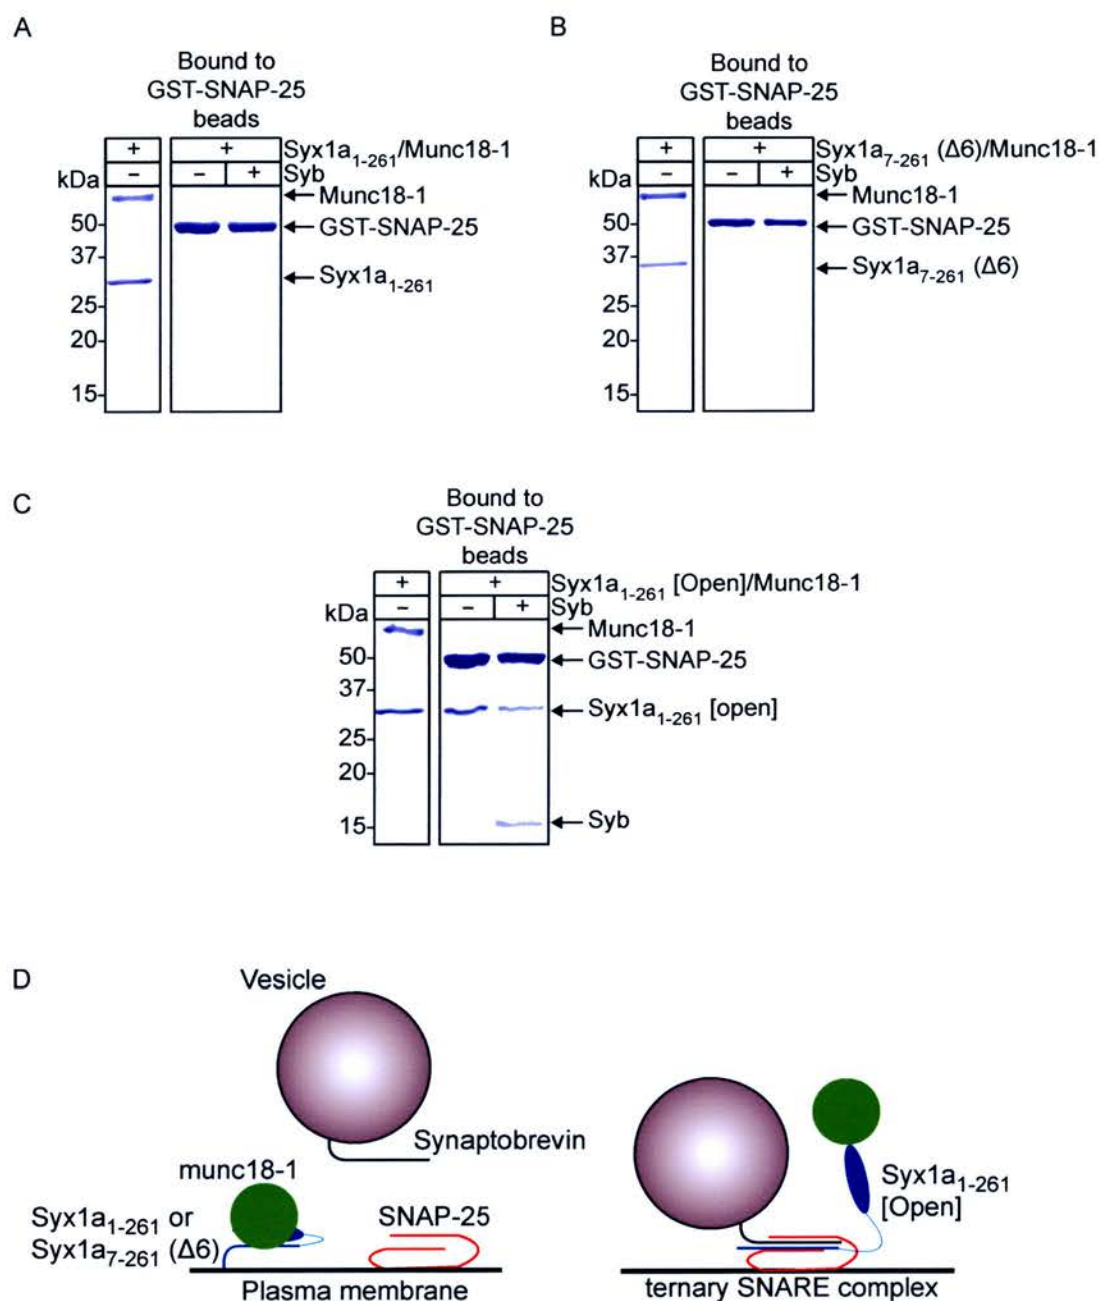 A
Bound to
GST-SNAP-25
beads
+ + Syx1a1-261/Munc18-1
kDa – – + Syb
Munc18-1
50 GST-SNAP-25
37
Syx1a1-261
25
20
15
B
Bound to
GST-SNAP-25
beads
+ + Syx1a7-261 (Δ6)/Munc18-1
kDa – – + Syb
Munc18-1
50 GST-SNAP-25
37
Syx1a7-261 (Δ6)
25
20
15
C
Bound to
GST-SNAP-25
beads
+ + Syx1a1-261 [Open]/Munc18-1
kDa – – + Syb
Munc18-1
50 GST-SNAP-25
37
Syx1a1-261 [open]
25
20
15 Syb
D
Vesicle
Synaptobrevin
munc18-1
Syx1a1-261 or
Syx1a7-261 (Δ6)
SNAP-25
Plasma membrane
Syx1a1-261
[Open]
ternary SNARE complex